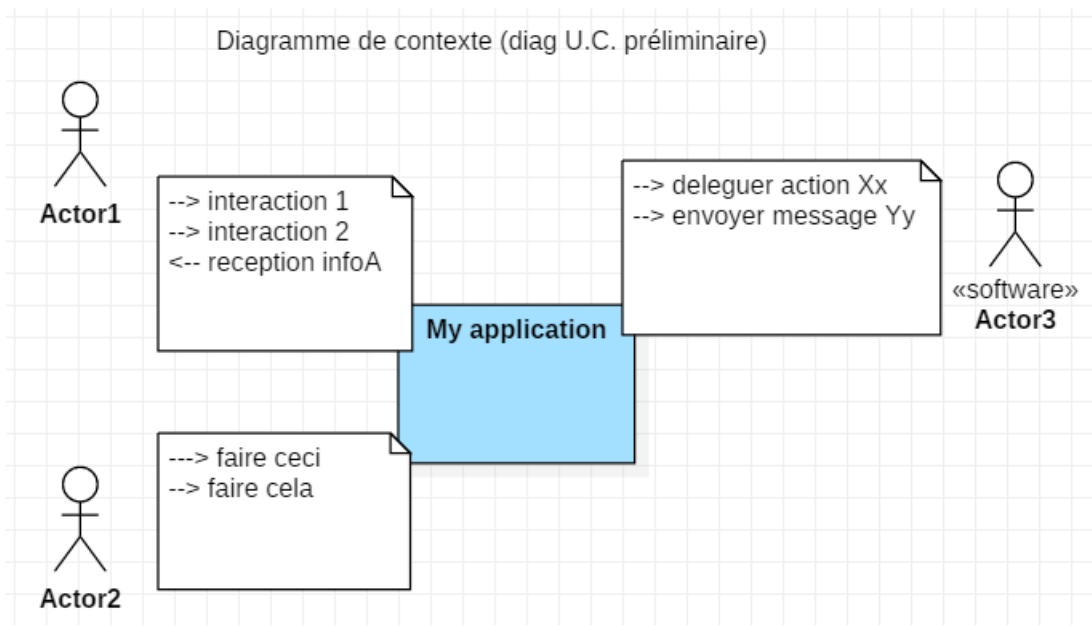 Diagramme de contexte (diag U.C. préliminaire)
Actor1
--> interaction 1
--> interaction 2
<-- reception infoA
--> deleguer action Xx
--> envoyer message Yy
«software»
Actor3
My application
---> faire ceci
--> faire cela
Actor2